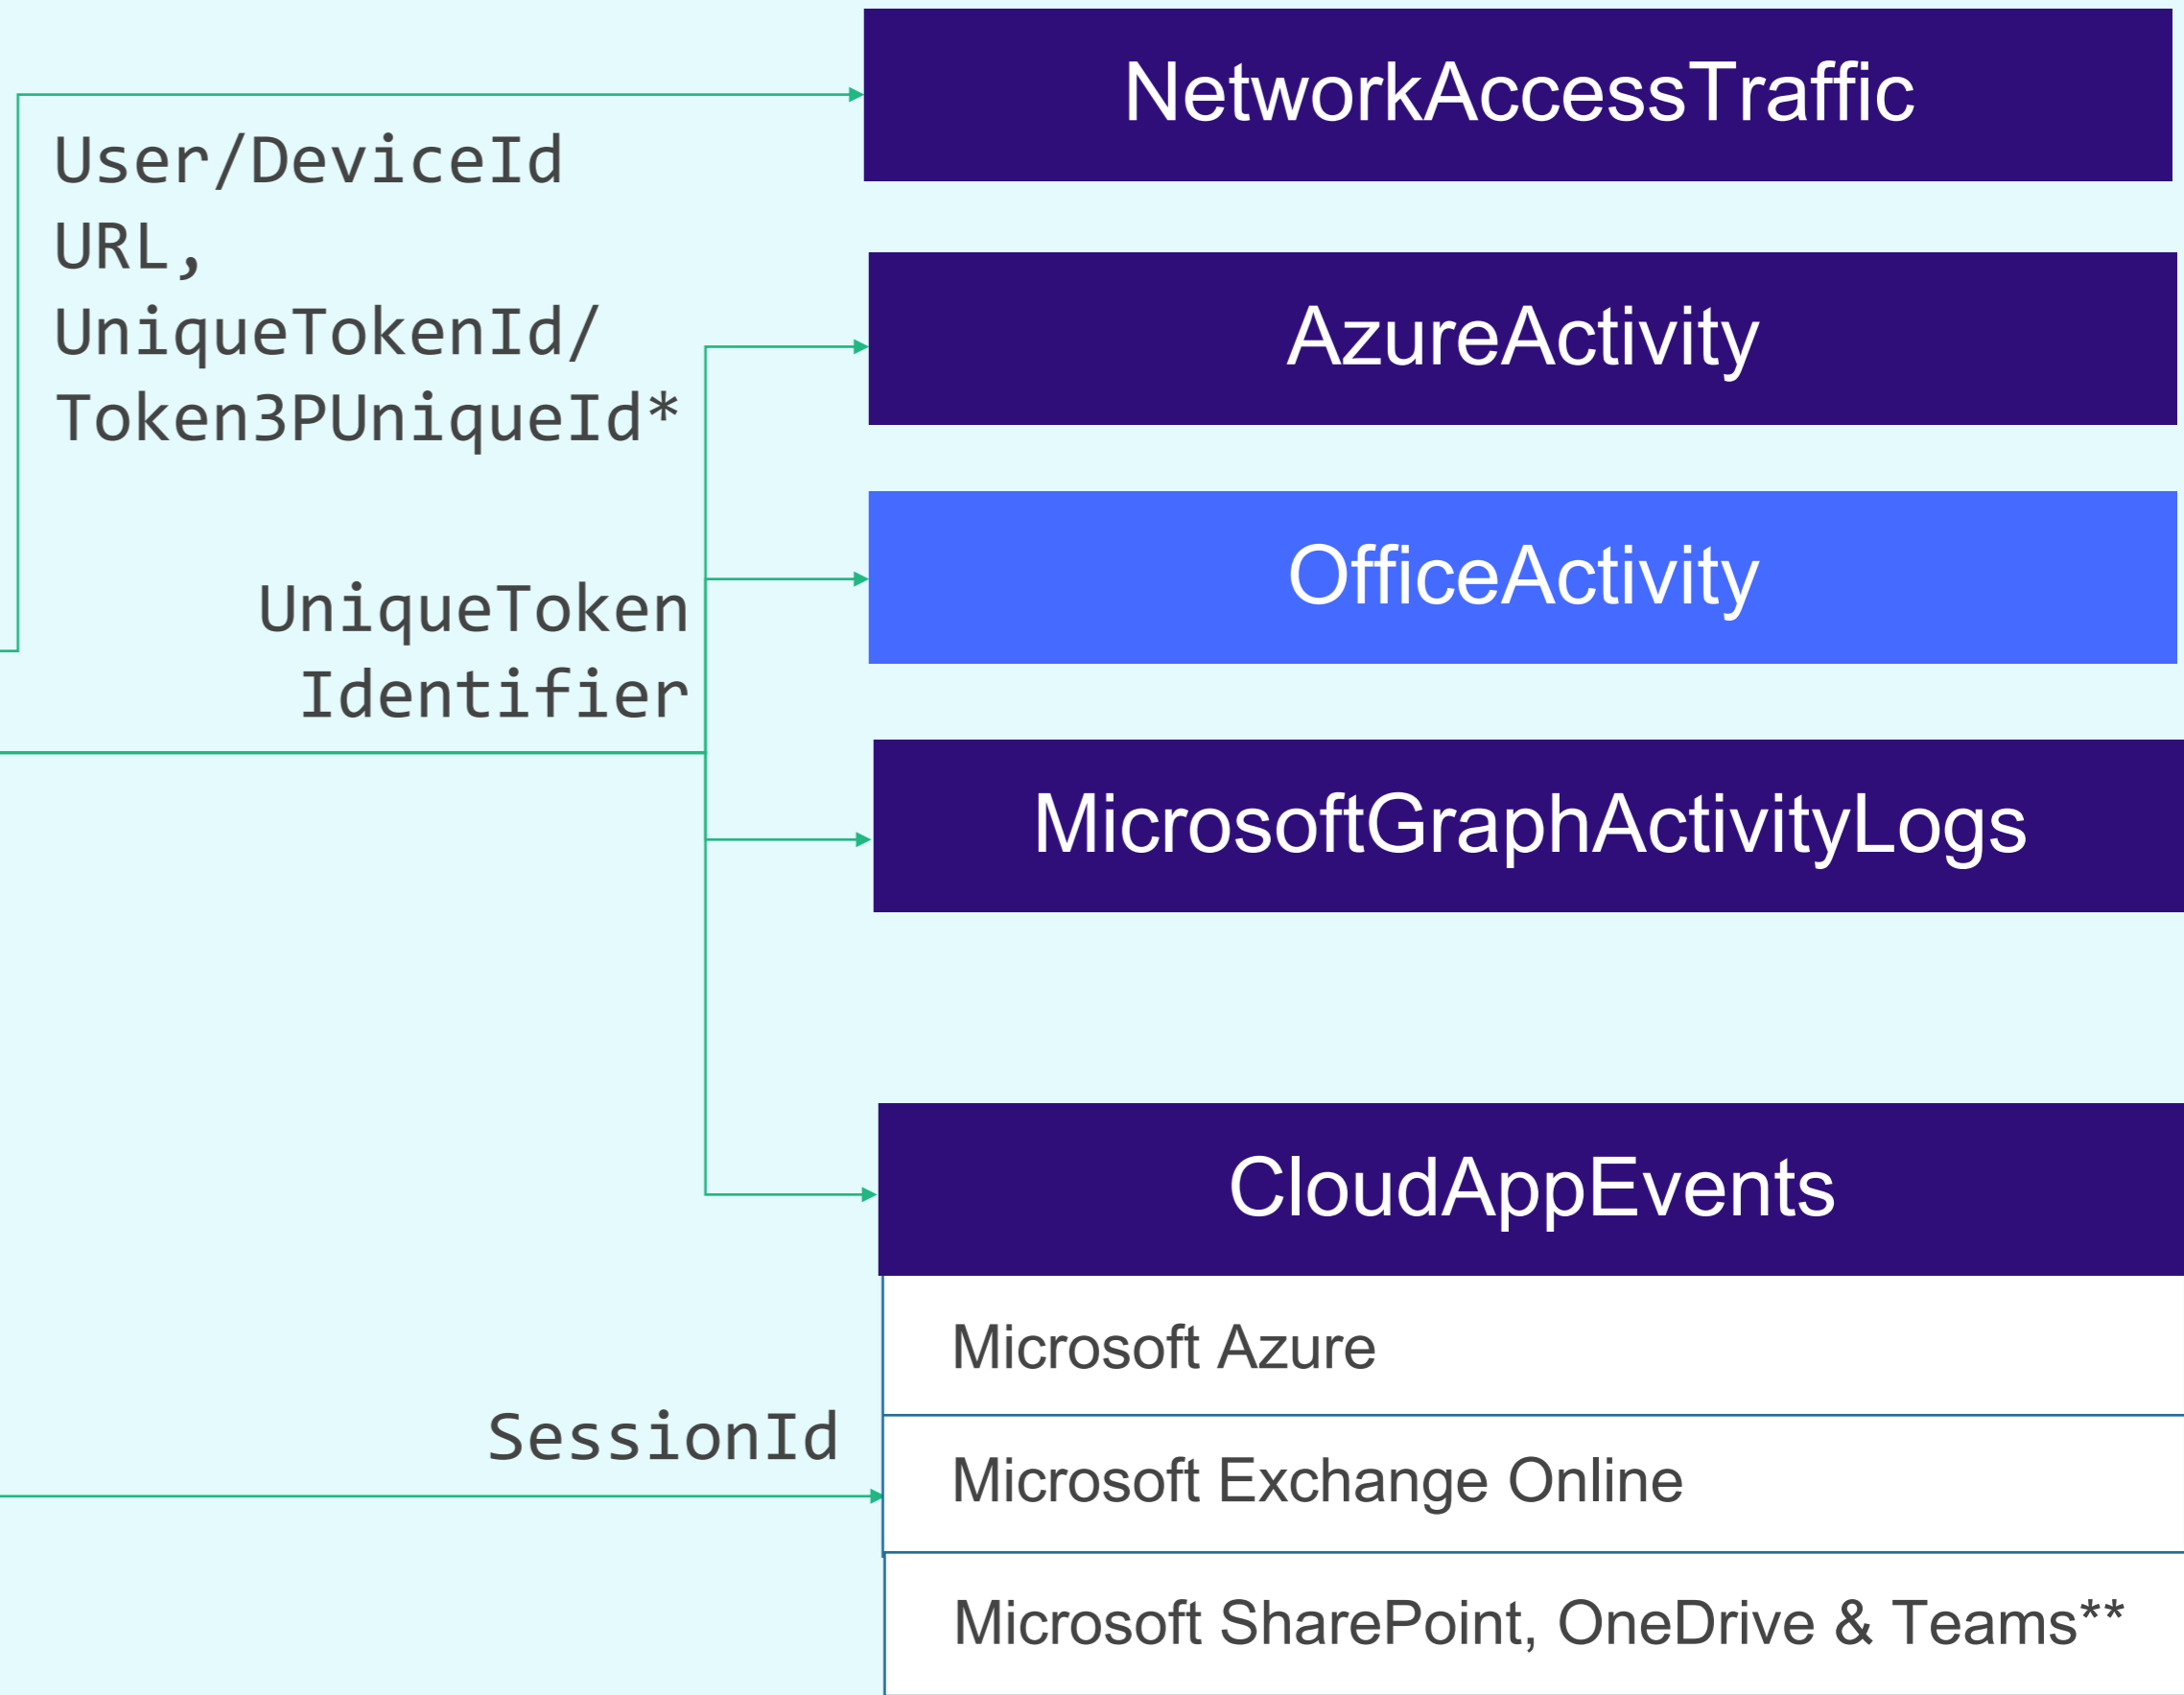 NetworkAccessTraffic
User/DeviceId
URL,
UniqueTokenId/
Token3PUniqueId*
AzureActivity
OfficeActivity
UniqueToken
Identifier
MicrosoftGraphActivityLogs
CloudAppEvents
Microsoft Azure
SessionId
Microsoft Exchange Online
Microsoft SharePoint, OneDrive & Teams**